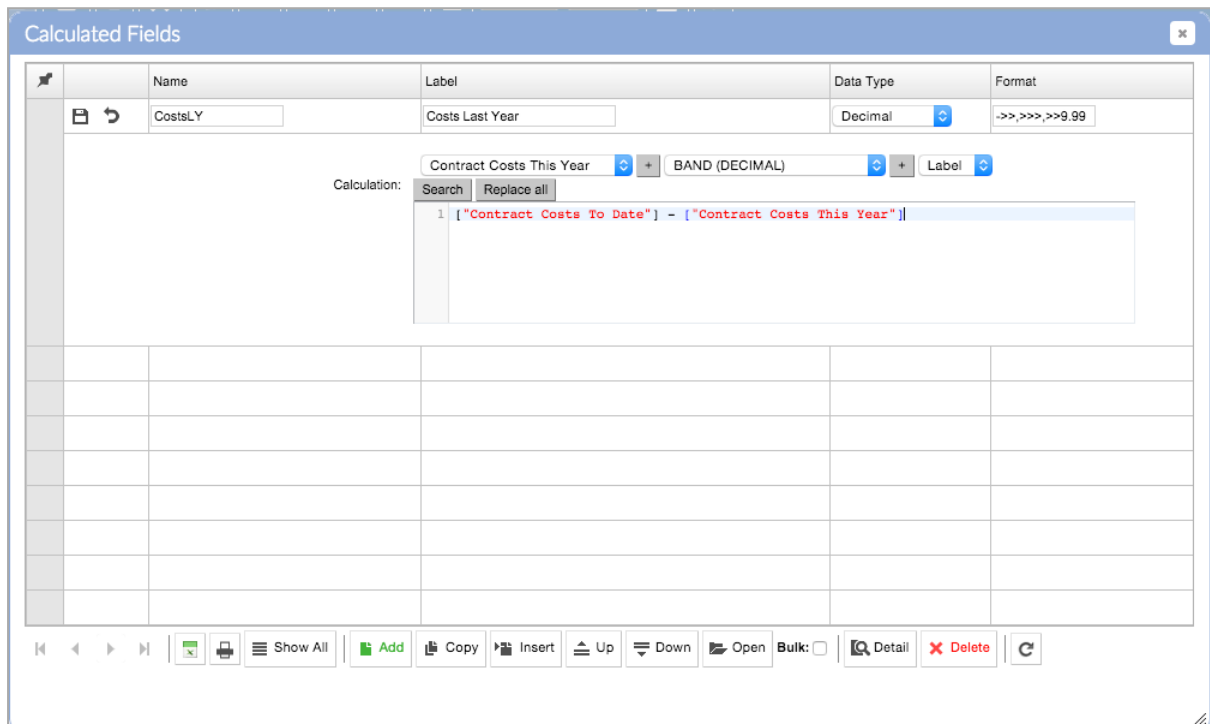 Calculated Fields
Name Label Data Type Format
CostsLY Costs Last Year Decimal ->>,>>>,>>9.99
Contract Costs This Year + BAND (DECIMAL) + Label
Calculation:
Search Replace all
1 ["Contract Costs To Date"] - ["Contract Costs This Year"]
Show All Add Copy Insert Up Down Open Bulk: Detail Delete